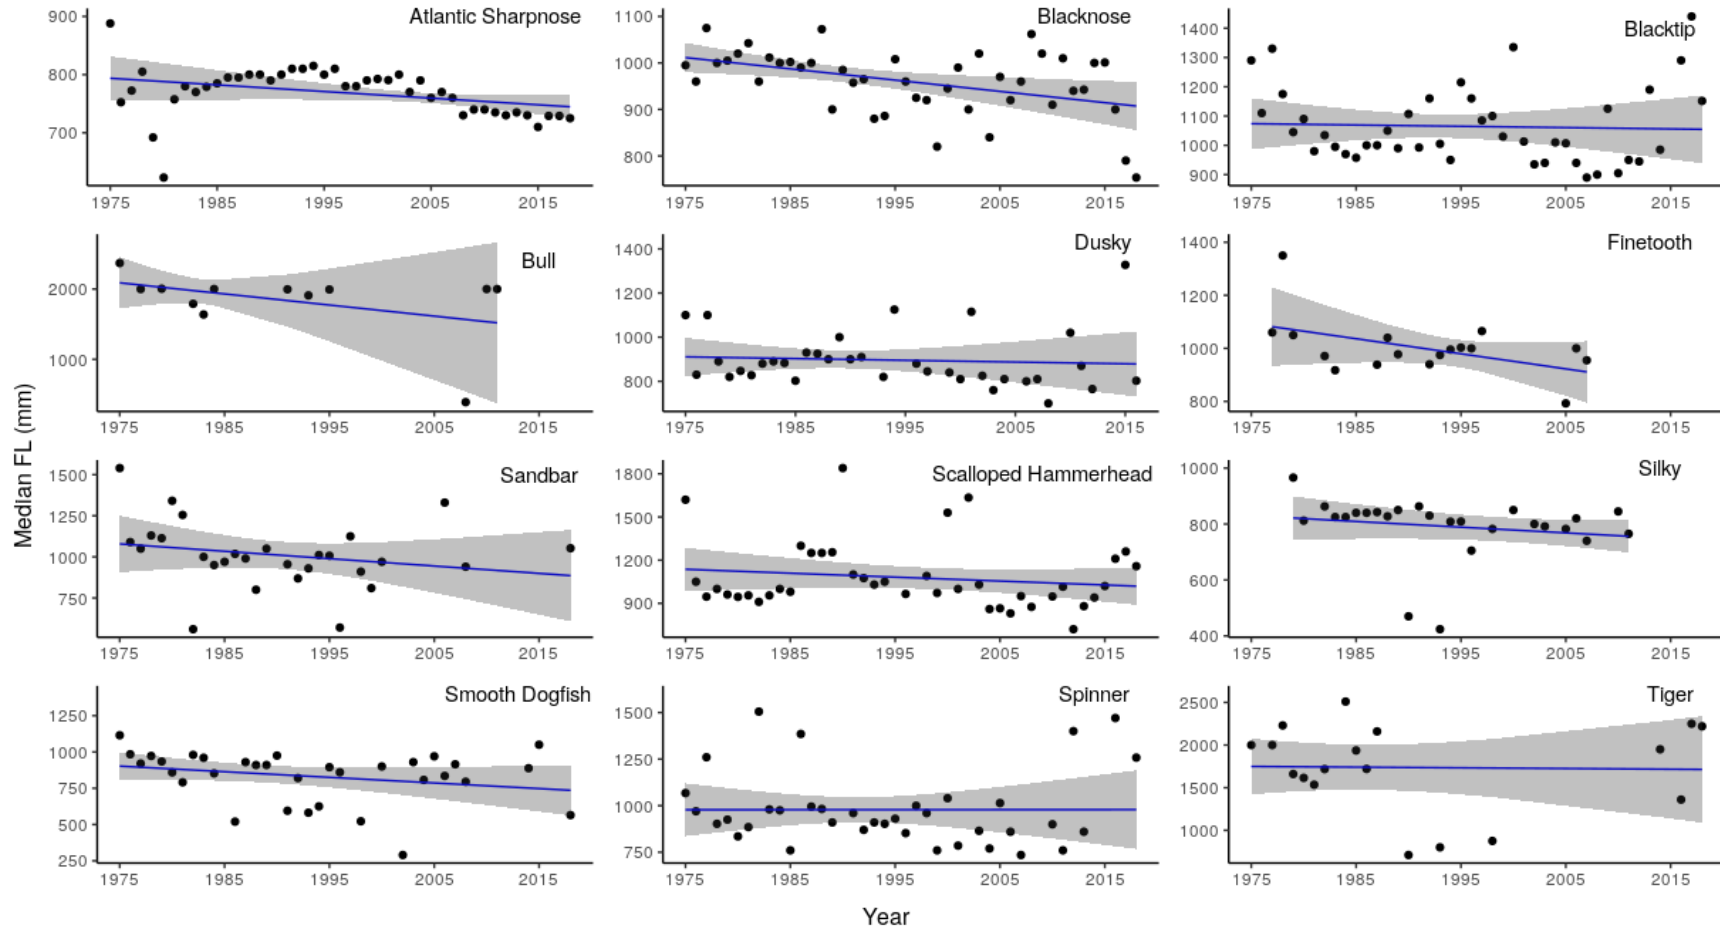 Atlantic Sharpnose
900
800
700
1975 1985 1995 2005 2015
Blacknose
1100
1000
900
800
1975 1985 1995 2005 2015
Blacktip
1400
1300
1200
1100
1000
900
1975 1985 1995 2005 2015
Bull
2000
1000
1975 1985 1995 2005 2015
Dusky
1400
1200
1000
800
1975 1985 1995 2005 2015
Finetooth
1400
1200
1000
800
1975 1985 1995 2005 2015
Median FL (mm)
Sandbar
1500
1250
1000
750
1975 1985 1995 2005 2015
Scalloped Hammerhead
1800
1500
1200
900
1975 1985 1995 2005 2015
Silky
1000
800
600
400
1975 1985 1995 2005 2015
Smooth Dogfish
1250
1000
750
500
250
1975 1985 1995 2005 2015
Spinner
1500
1250
1000
750
1975 1985 1995 2005 2015
Tiger
2500
2000
1500
1000
1975 1985 1995 2005 2015
Year